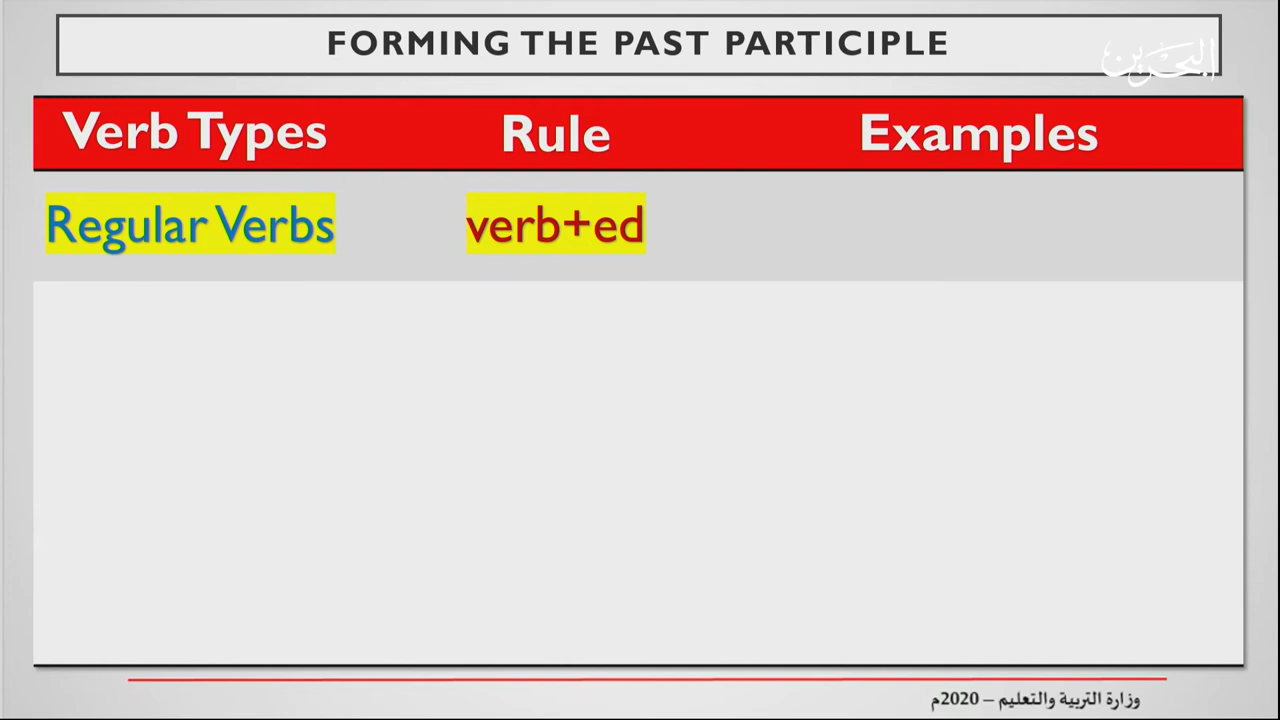 FORMING THE PAST PARTICIPLE
البحرين
Verb Types Rule Examples
Regular Verbs verb+ed
وزارة التربية والتعليم – 2020م